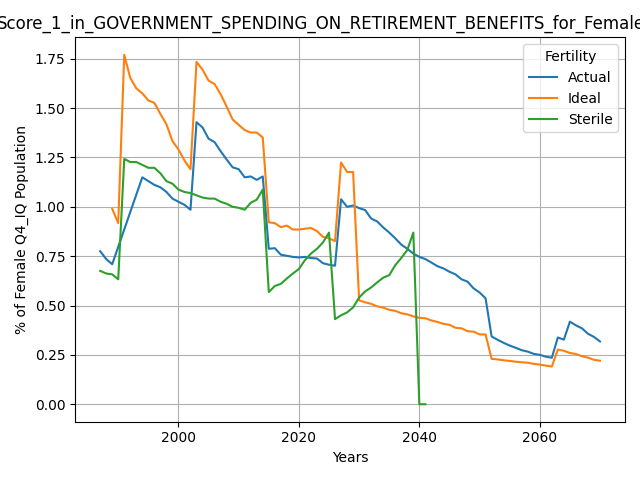 Score_1_in_GOVERNMENT_SPENDING_ON_RETIREMENT_BENEFITS_for_Female
Fertility
Actual
Ideal
Sterile
% of Female Q4_IQ Population
1.75
1.50
1.25
1.00
0.75
0.50
0.25
0.00
2000
2020
2040
2060
Years